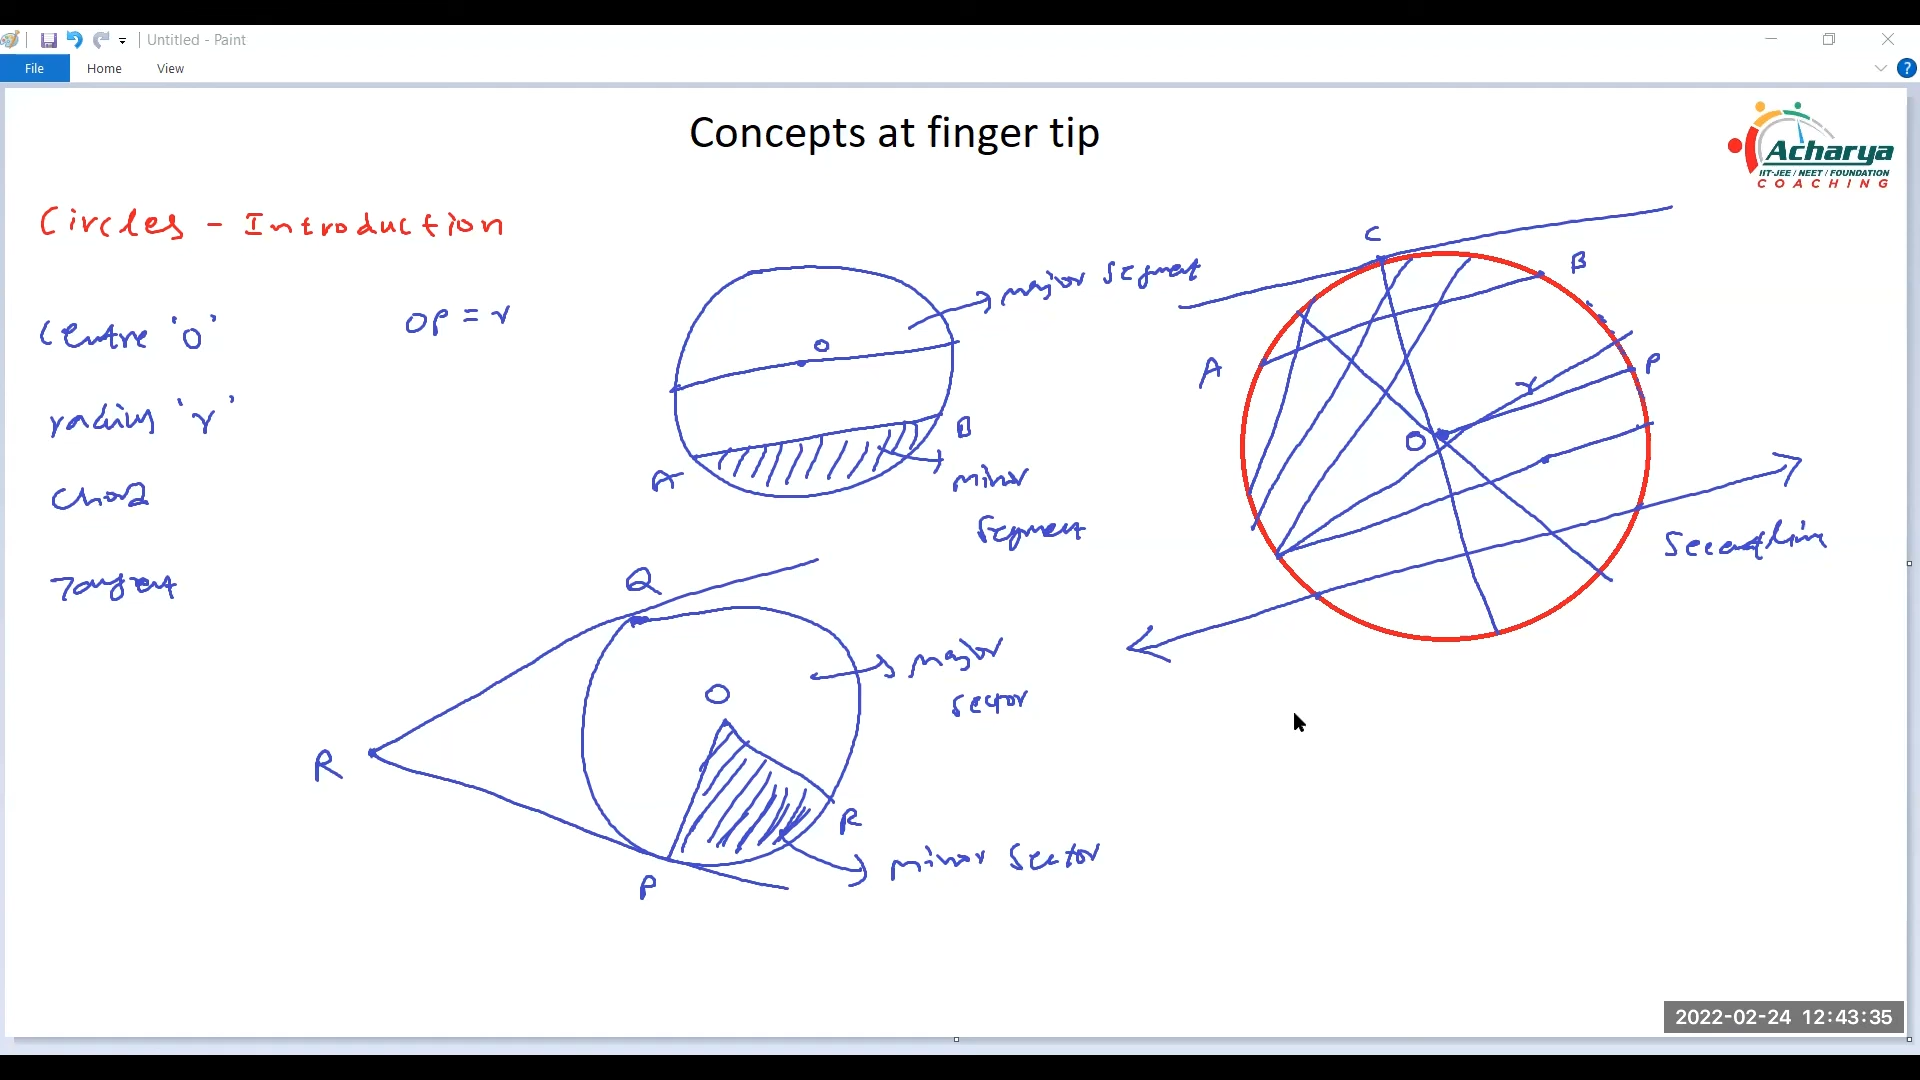 Untitled - Paint
File Home View
Concepts at finger tip
Acharya
IIT-JEE / NEET / FOUNDATION
COACHING
Circles - Introduction
Centre 'O'
OP = r
radius 'r'
Chord
Tangent
major segment
O
A
B
minor
segment
C
B
A
P
r
O
Secant line
Q
major
sector
O
R
R
P
minor sector
2022-02-24 12:43:35